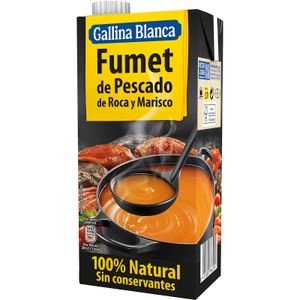 Gallina Blanca
Fumet
de Pescado
de Roca y Marisco
100% Natural
Sin conservantes